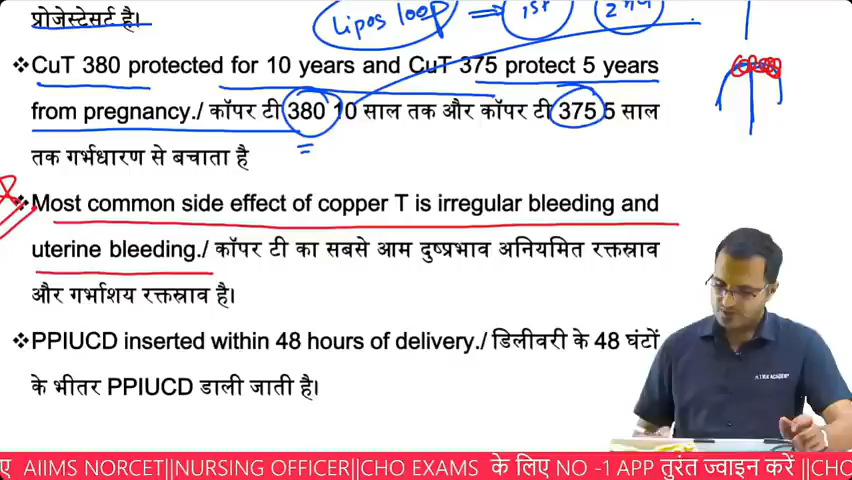 Lipos loop ⇒ 1st 2nd
प्रोजेस्टेसर्ट है।
❖CuT 380 protected for 10 years and CuT 375 protect 5 years
from pregnancy./ कॉपर टी 380 10 साल तक और कॉपर टी 375 5 साल
तक गर्भधारण से बचाता है
❖Most common side effect of copper T is irregular bleeding and
uterine bleeding./ कॉपर टी का सबसे आम दुष्प्रभाव अनियमित रक्तस्राव
और गर्भाशय रक्तस्राव है।
❖PPIUCD inserted within 48 hours of delivery./ डिलीवरी के 48 घंटों
के भीतर PPIUCD डाली जाती है।
ए AIIMS NORCET||NURSING OFFICER||CHO EXAMS के लिए NO -1 APP तुरंत ज्वाइन करें ||CHO